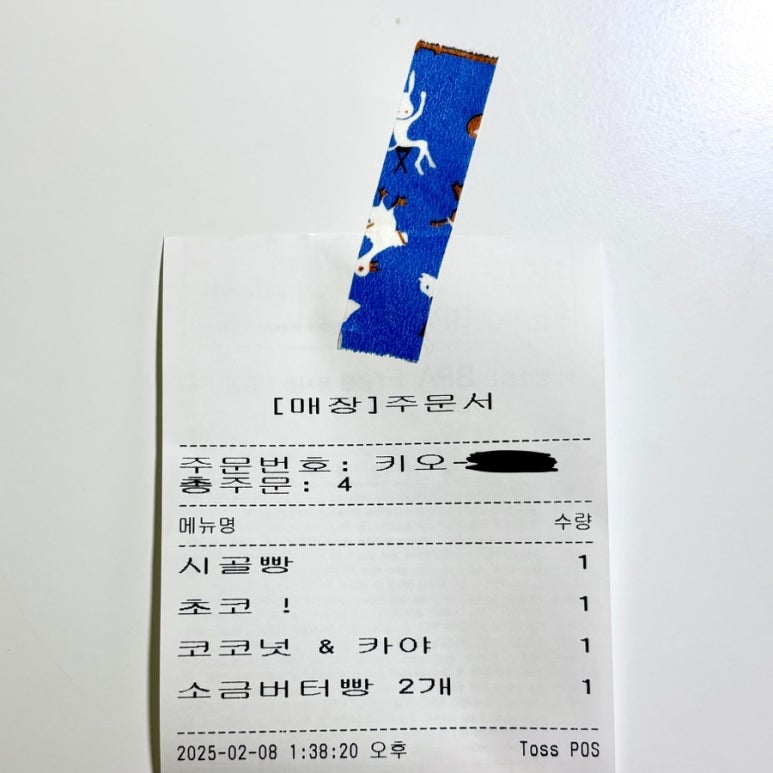 [매장]주문서
주문번호: 키오-
총주문: 4
메뉴명 수량
시골빵 1
초코 ! 1
코코넛 & 카야 1
소금버터빵 2개 1
2025-02-08 1:38:20 오후 Toss POS